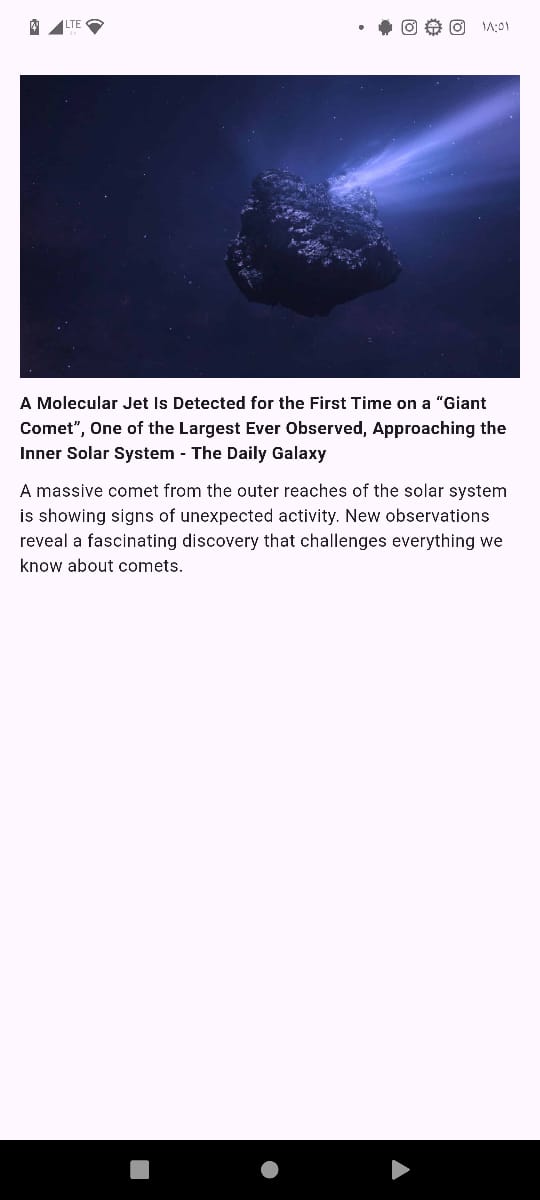 LTE
١٨:٥١
A Molecular Jet Is Detected for the First Time on a “Giant
Comet”, One of the Largest Ever Observed, Approaching the
Inner Solar System - The Daily Galaxy
A massive comet from the outer reaches of the solar system
is showing signs of unexpected activity. New observations
reveal a fascinating discovery that challenges everything we
know about comets.